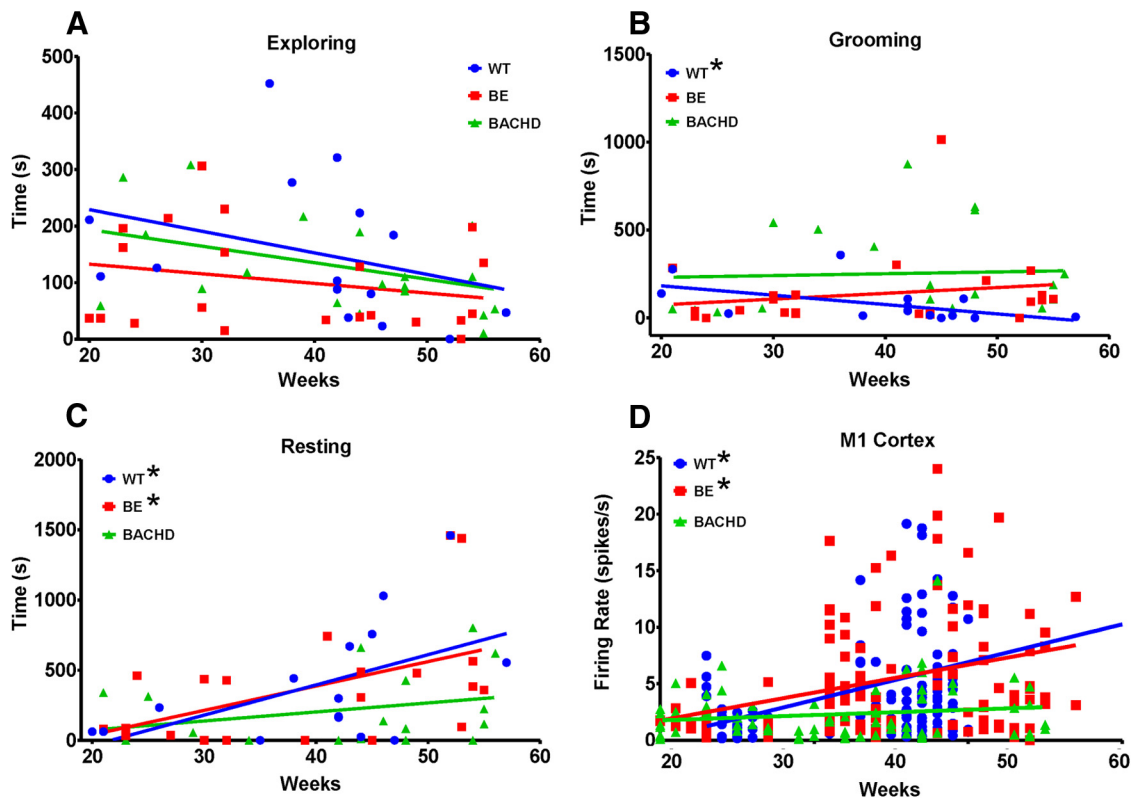 A
Exploring
500
400
300
200
100
0
20
30
40
50
60
Time (s)
Weeks
WT
BE
BACHD
B
Grooming
1500
1000
500
0
20
30
40
50
60
Time (s)
Weeks
WT*
BE
BACHD
C
Resting
2000
1500
1000
500
0
20
30
40
50
60
Time (s)
Weeks
WT*
BE*
BACHD
D
M1 Cortex
25
20
15
10
5
0
20
30
40
50
60
Firing Rate (spikes/s)
Weeks
WT*
BE*
BACHD